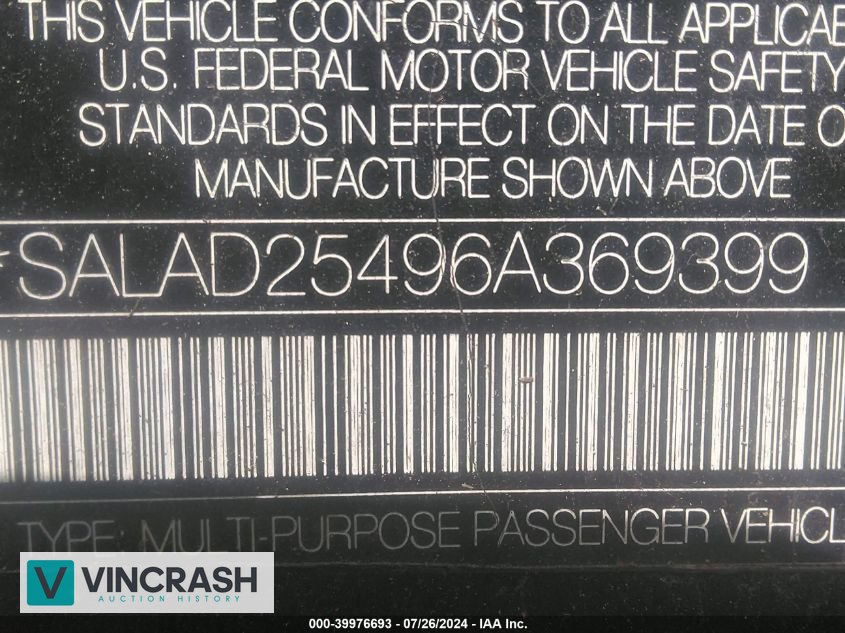 THIS VEHICLE CONFORMS TO ALL APPLICAB
U.S. FEDERAL MOTOR VEHICLE SAFETY
STANDARDS IN EFFECT ON THE DATE O
MANUFACTURE SHOWN ABOVE
*SALAD25496A369399
TYPE: MULTI-PURPOSE PASSENGER VEHICL
V VINCRASH
AUCTION HISTORY
000-39976693 - 07/26/2024 - IAA Inc.